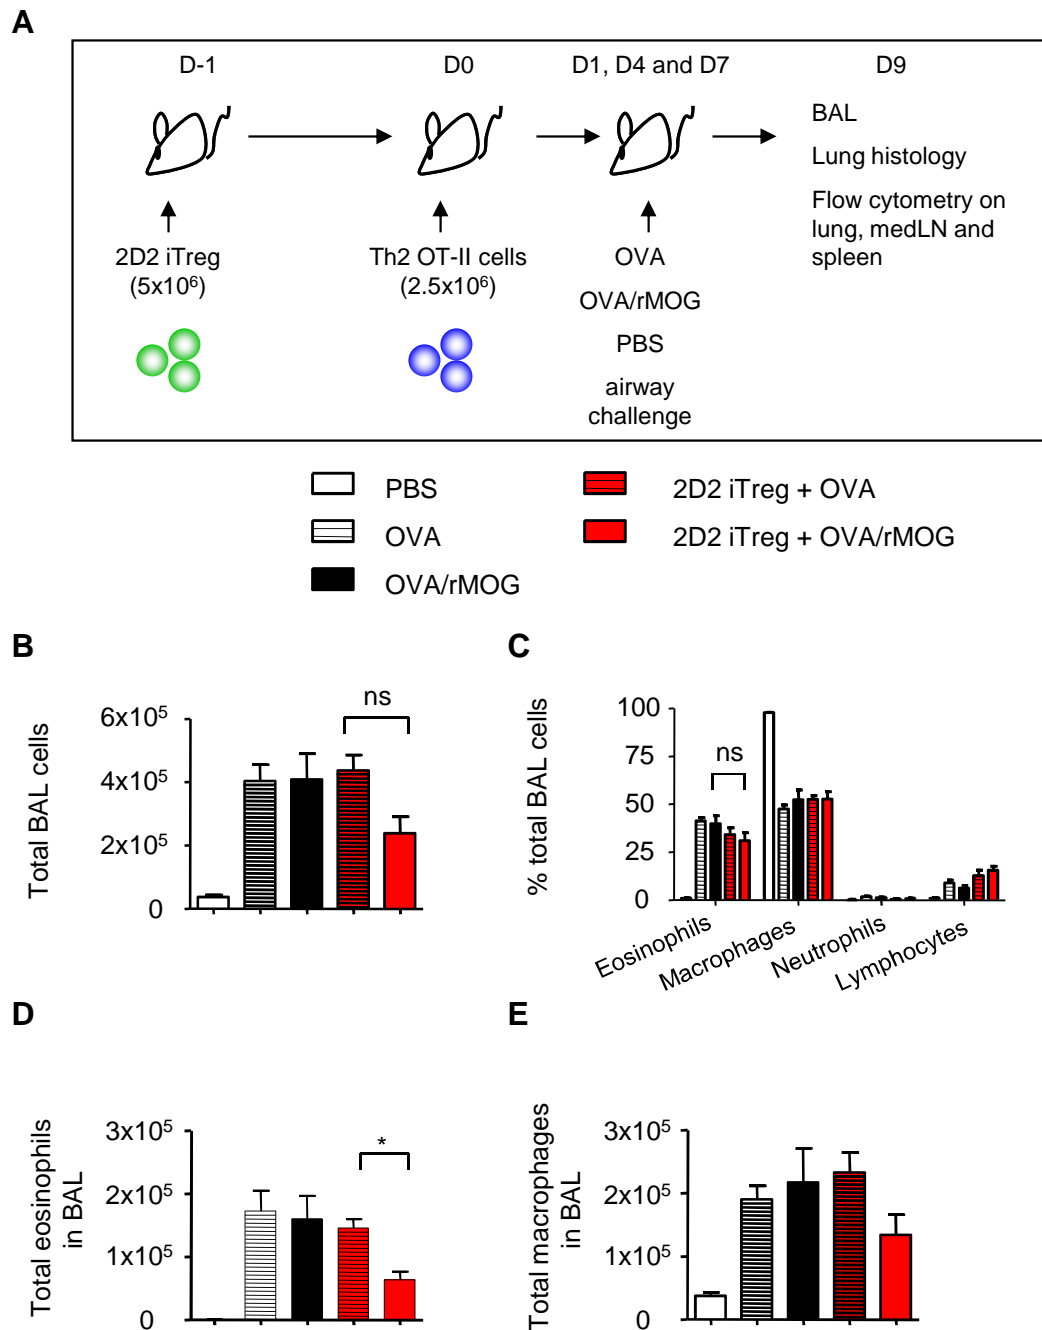 A
D-1
D0
D1, D4 and D7
D9
BAL
Lung histology
Flow cytometry on
lung, medLN and
spleen
2D2 iTreg
(5x10⁶)
Th2 OT-II cells
(2.5x10⁶)
OVA
OVA/rMOG
PBS
airway
challenge
PBS
OVA
OVA/rMOG
2D2 iTreg + OVA
2D2 iTreg + OVA/rMOG
B
Total BAL cells
6x10⁵
4x10⁵
2x10⁵
0
ns
C
% total BAL cells
100
75
50
25
0
ns
Eosinophils
Macrophages
Neutrophils
Lymphocytes
D
Total eosinophils
in BAL
3x10⁵
2x10⁵
1x10⁵
0
*
E
Total macrophages
in BAL
3x10⁵
2x10⁵
1x10⁵
0